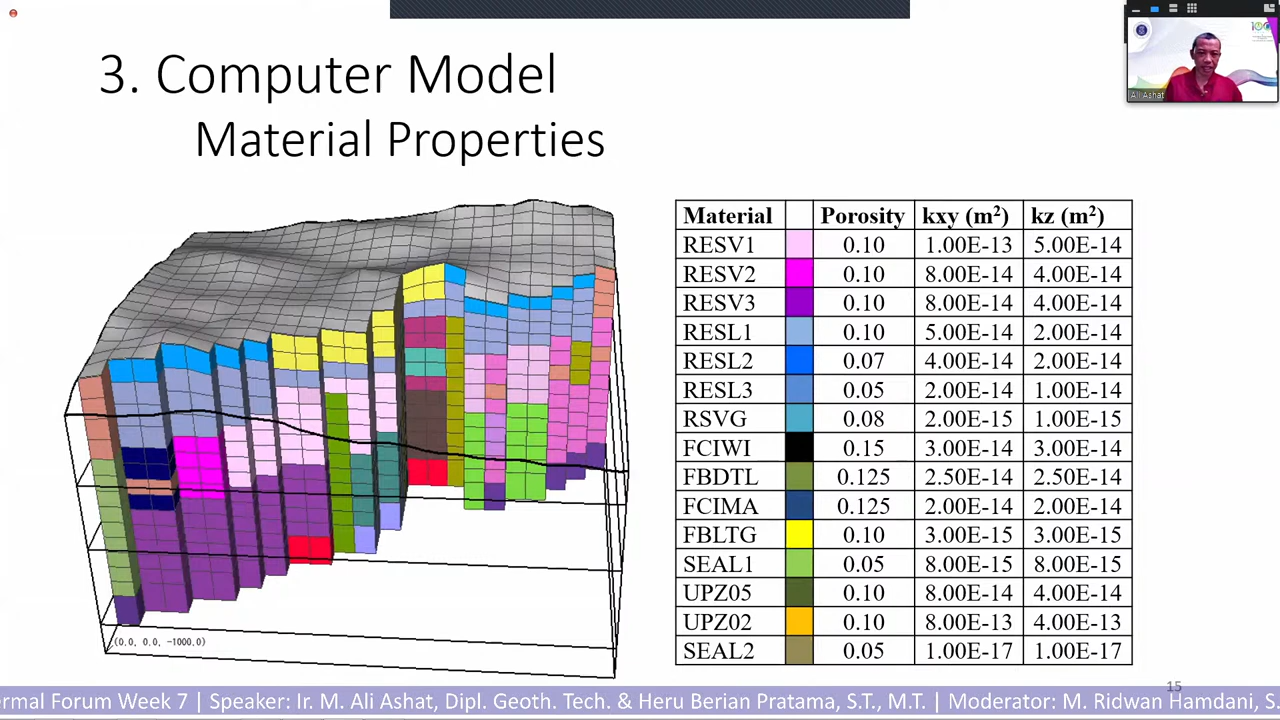 3. Computer Model
Material Properties
Ali Ashat
Material Porosity kxy (m²) kz (m²)
RESV1 0.10 1.00E-13 5.00E-14
RESV2 0.10 8.00E-14 4.00E-14
RESV3 0.10 8.00E-14 4.00E-14
RESL1 0.10 5.00E-14 2.00E-14
RESL2 0.07 4.00E-14 2.00E-14
RESL3 0.05 2.00E-14 1.00E-14
RSVG 0.08 2.00E-15 1.00E-15
FCIWI 0.15 3.00E-14 3.00E-14
FBDTL 0.125 2.50E-14 2.50E-14
FCIMA 0.125 2.00E-14 2.00E-14
FBLTG 0.10 3.00E-15 3.00E-15
SEAL1 0.05 8.00E-15 8.00E-15
UPZ05 0.10 8.00E-14 4.00E-14
UPZ02 0.10 8.00E-13 4.00E-13
SEAL2 0.05 1.00E-17 1.00E-17
(0.0, 0.0, -1000.0)
15
ermal Forum Week 7 | Speaker: Ir. M. Ali Ashat, Dipl. Geoth. Tech. & Heru Berian Pratama, S.T., M.T. | Moderator: M. Ridwan Hamdani, S.